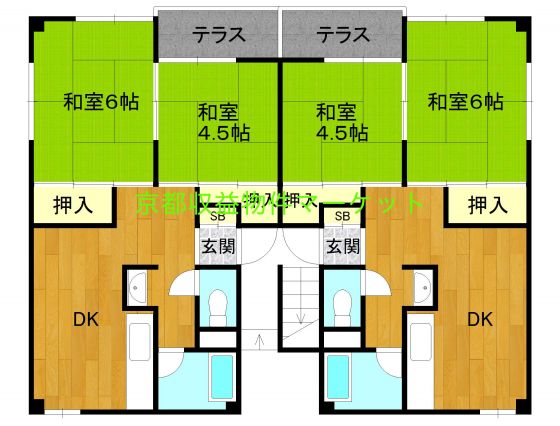 テラス テラス
和室6帖 和室 4.5帖 和室 4.5帖 和室6帖
押入 押入 押入 押入
京都収益物件マーケット
SB SB
玄関 玄関
DK DK